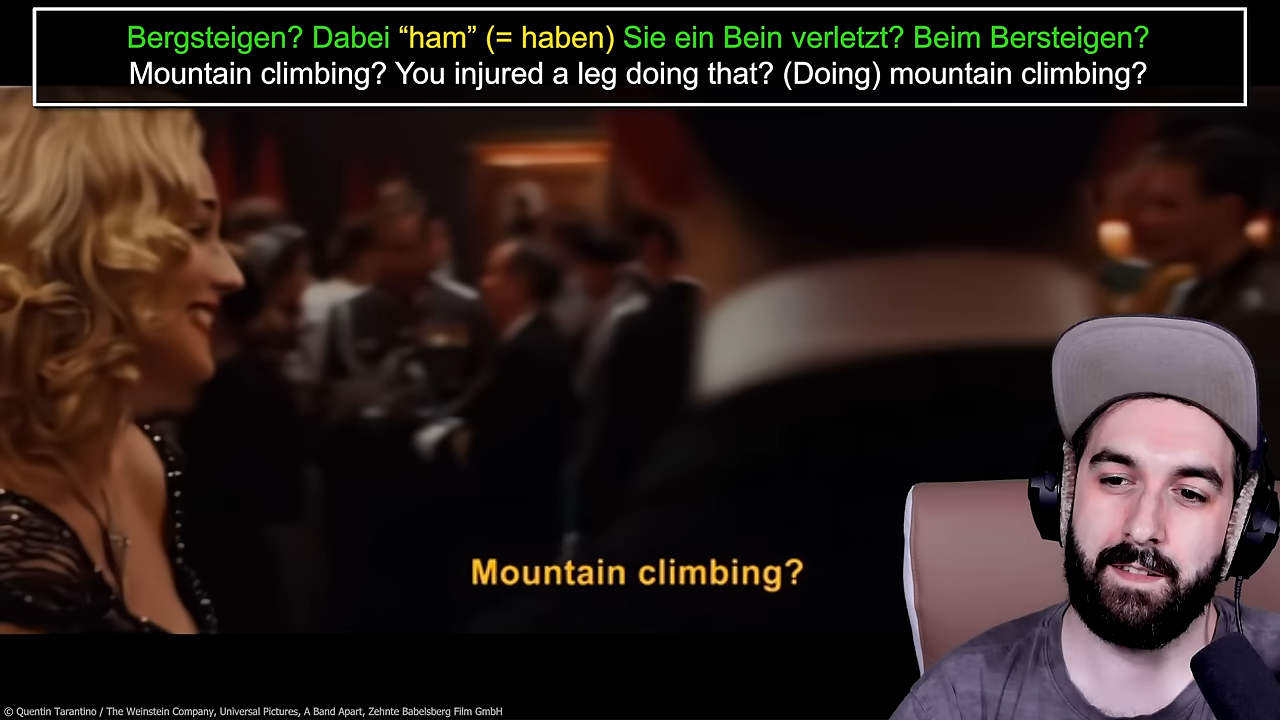 Bergsteigen? Dabei “ham” (= haben) Sie ein Bein verletzt? Beim Bersteigen?
Mountain climbing? You injured a leg doing that? (Doing) mountain climbing?
Mountain climbing?
© Quentin Tarantino / The Weinstein Company, Universal Pictures, A Band Apart, Zehnte Babelsberg Film GmbH